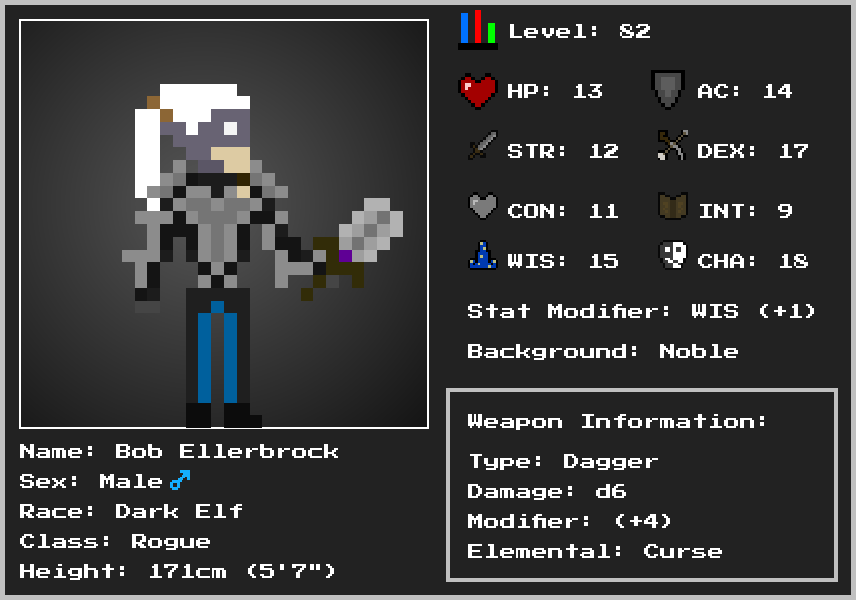 Level: 82
HP: 13
AC: 14
STR: 12
DEX: 17
CON: 11
INT: 9
WIS: 15
CHA: 18
Stat Modifier: WIS (+1)
Background: Noble
Weapon Information:
Type: Dagger
Damage: d6
Modifier: (+4)
Elemental: Curse
Name: Bob Ellerbrock
Sex: Male ♂
Race: Dark Elf
Class: Rogue
Height: 171cm (5'7")